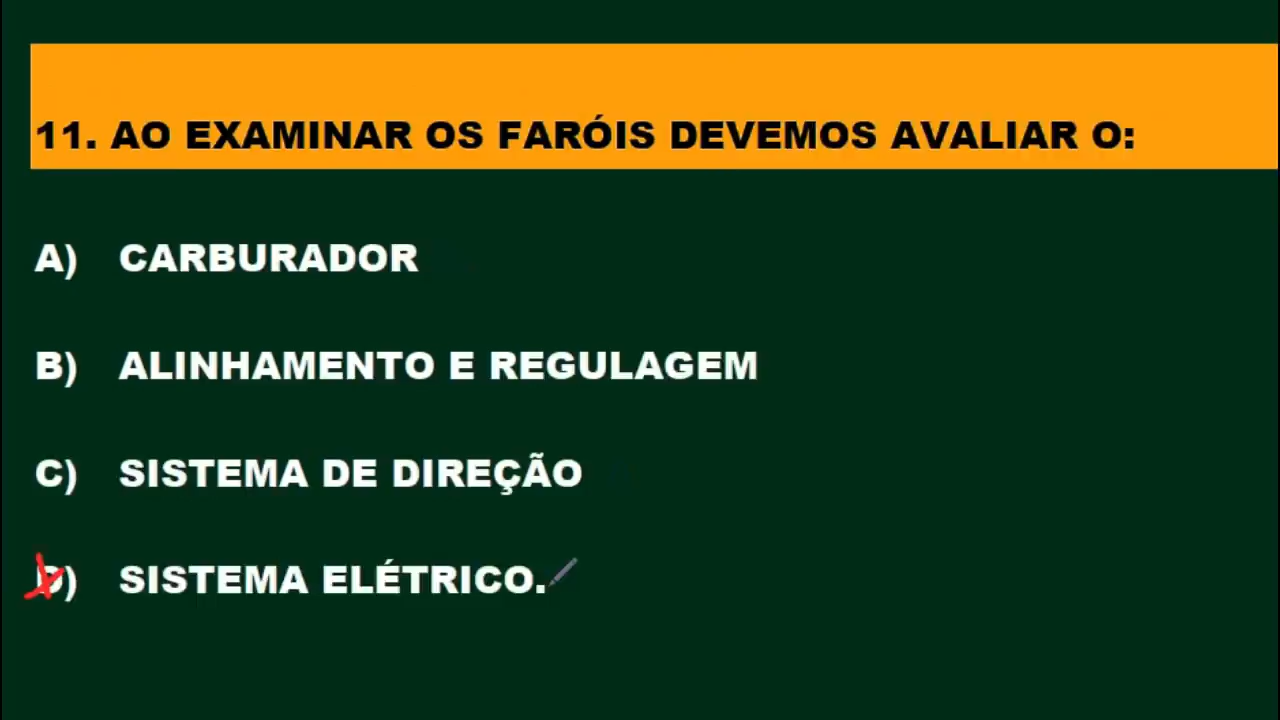 11. AO EXAMINAR OS FARÓIS DEVEMOS AVALIAR O:
A) CARBURADOR
B) ALINHAMENTO E REGULAGEM
C) SISTEMA DE DIREÇÃO
D) SISTEMA ELÉTRICO.